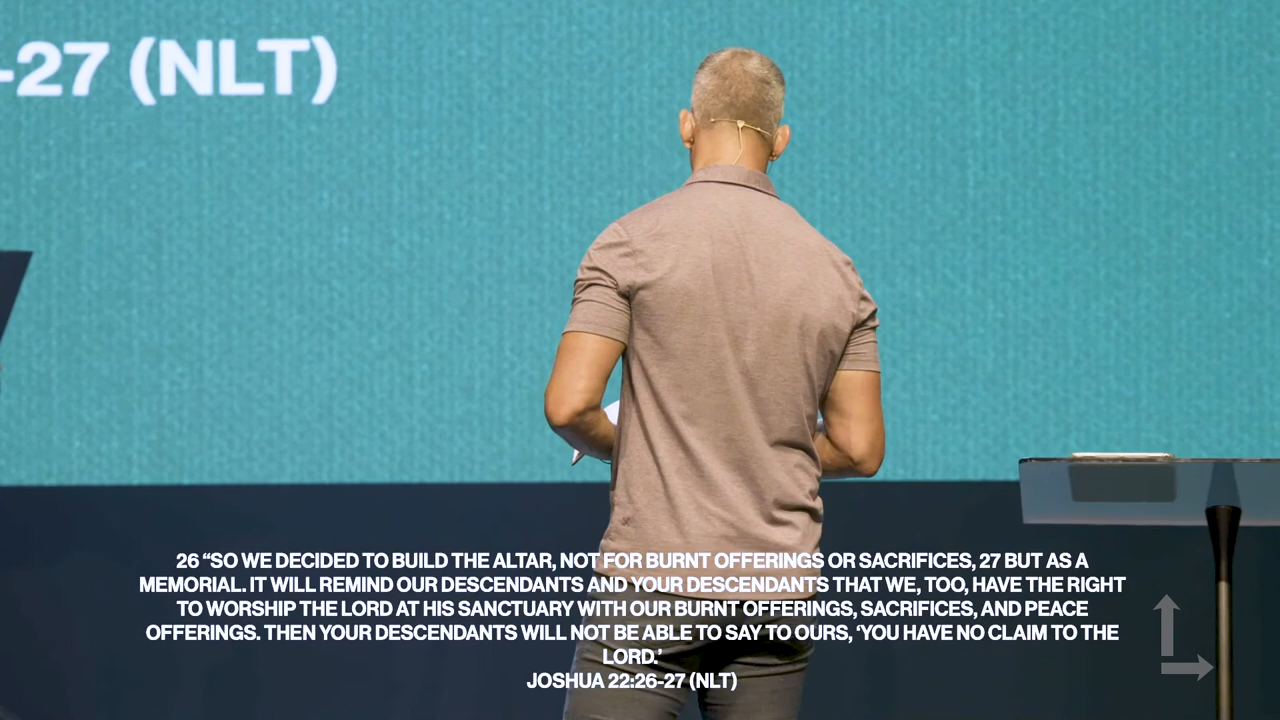 -27 (NLT)
26 “SO WE DECIDED TO BUILD THE ALTAR, NOT FOR BURNT OFFERINGS OR SACRIFICES, 27 BUT AS A
MEMORIAL. IT WILL REMIND OUR DESCENDANTS AND YOUR DESCENDANTS THAT WE, TOO, HAVE THE RIGHT
TO WORSHIP THE LORD AT HIS SANCTUARY WITH OUR BURNT OFFERINGS, SACRIFICES, AND PEACE
OFFERINGS. THEN YOUR DESCENDANTS WILL NOT BE ABLE TO SAY TO OURS, ‘YOU HAVE NO CLAIM TO THE
LORD.’
JOSHUA 22:26-27 (NLT)